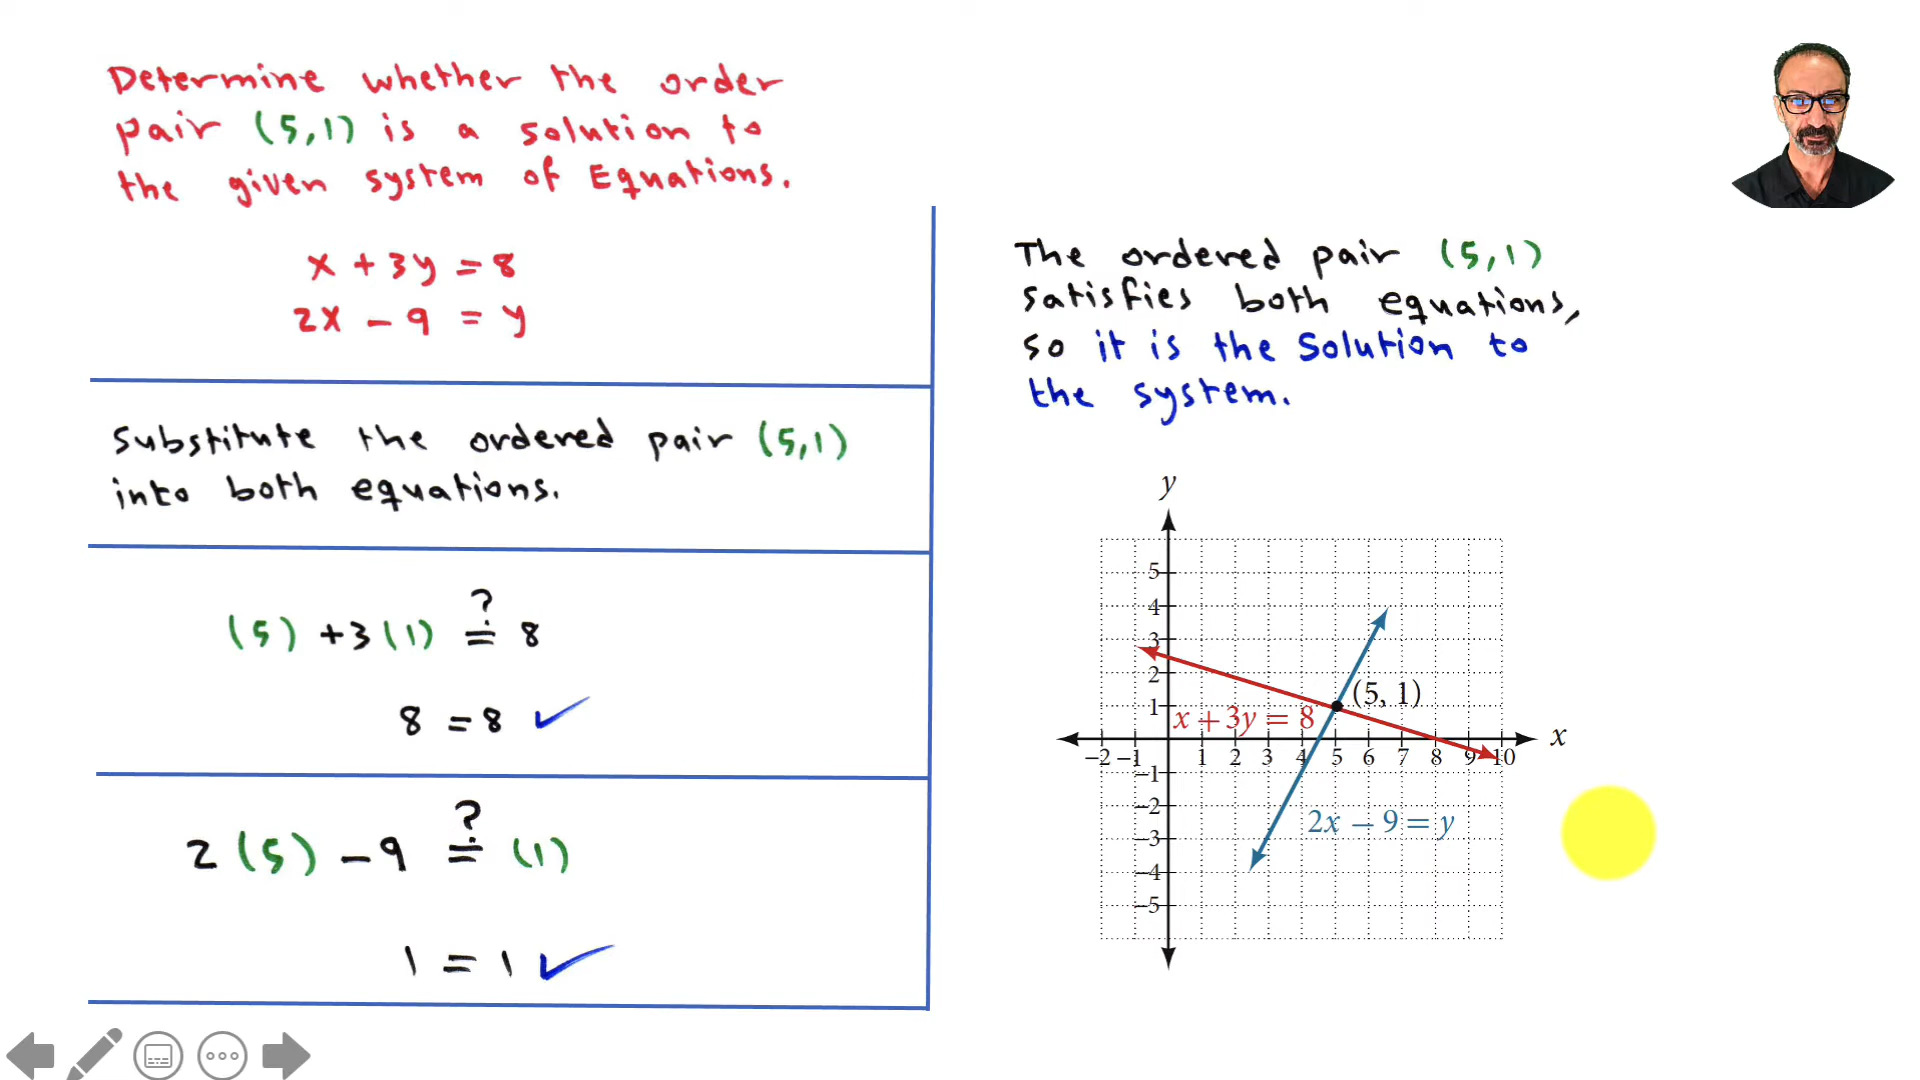 Determine whether the order
pair (5,1) is a solution to
the given system of Equations.
x + 3y = 8
2x - 9 = y
Substitute the ordered pair (5,1)
into both equations.
(5) +3(1) ≟ 8
8 = 8 ✓
2(5) - 9 ≟ (1)
1 = 1 ✓
The ordered pair (5,1)
satisfies both equations,
so it is the Solution to
the system.
y
5
4
3
2
1
(5, 1)
x + 3y = 8
x
−2 −1 1 2 3 4 5 6 7 8 9 10
−1
−2
2x − 9 = y
−3
−4
−5